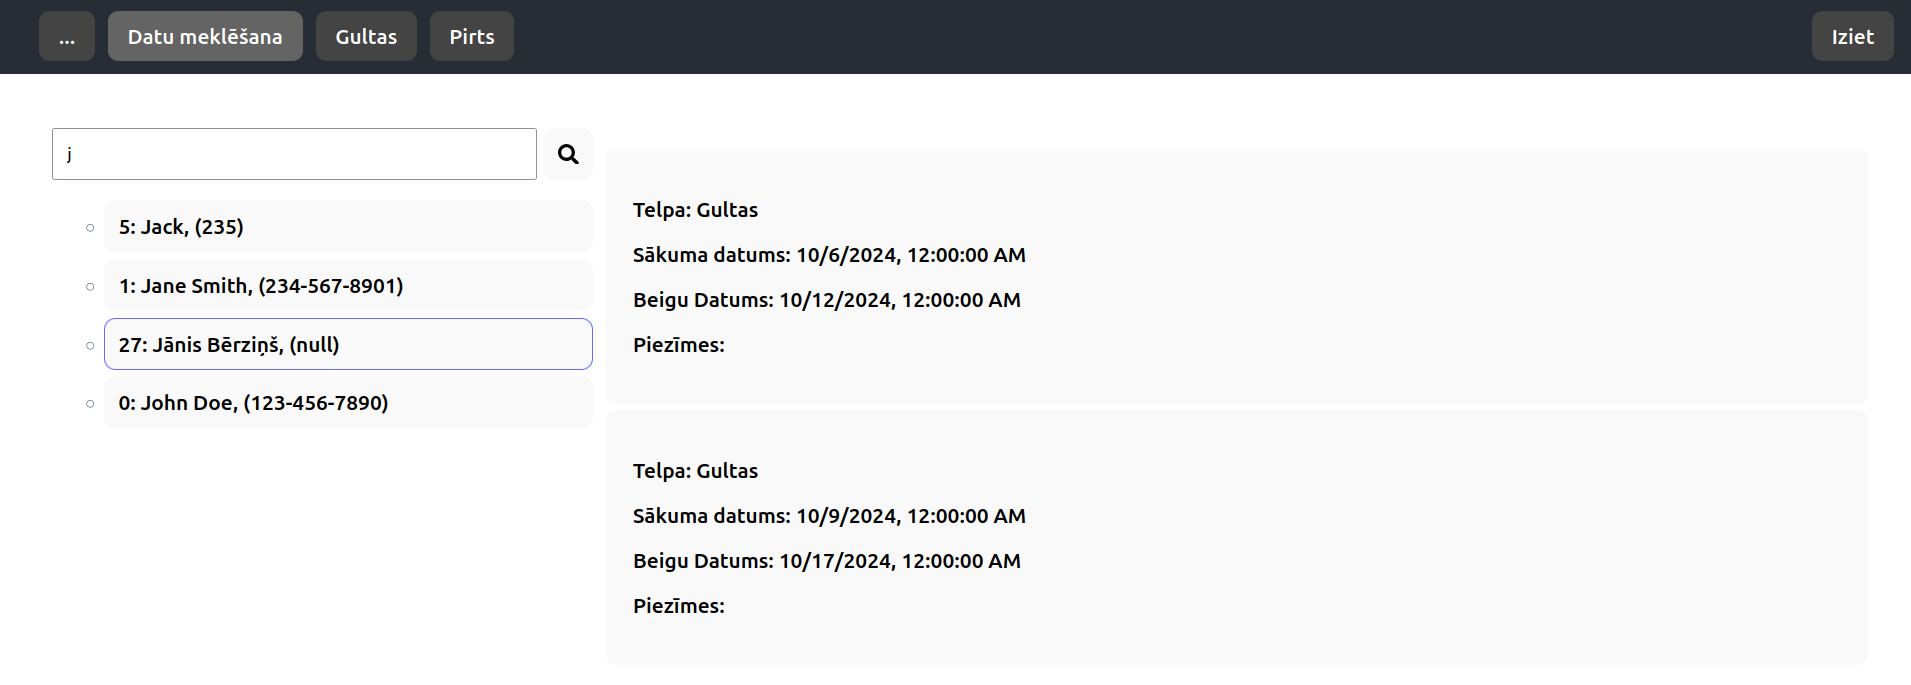 ... Datu meklēšana Gultas Pirts Iziet
j
5: Jack, (235)
1: Jane Smith, (234-567-8901)
27: Jānis Bērziņš, (null)
0: John Doe, (123-456-7890)
Telpa: Gultas
Sākuma datums: 10/6/2024, 12:00:00 AM
Beigu Datums: 10/12/2024, 12:00:00 AM
Piezīmes:
Telpa: Gultas
Sākuma datums: 10/9/2024, 12:00:00 AM
Beigu Datums: 10/17/2024, 12:00:00 AM
Piezīmes: